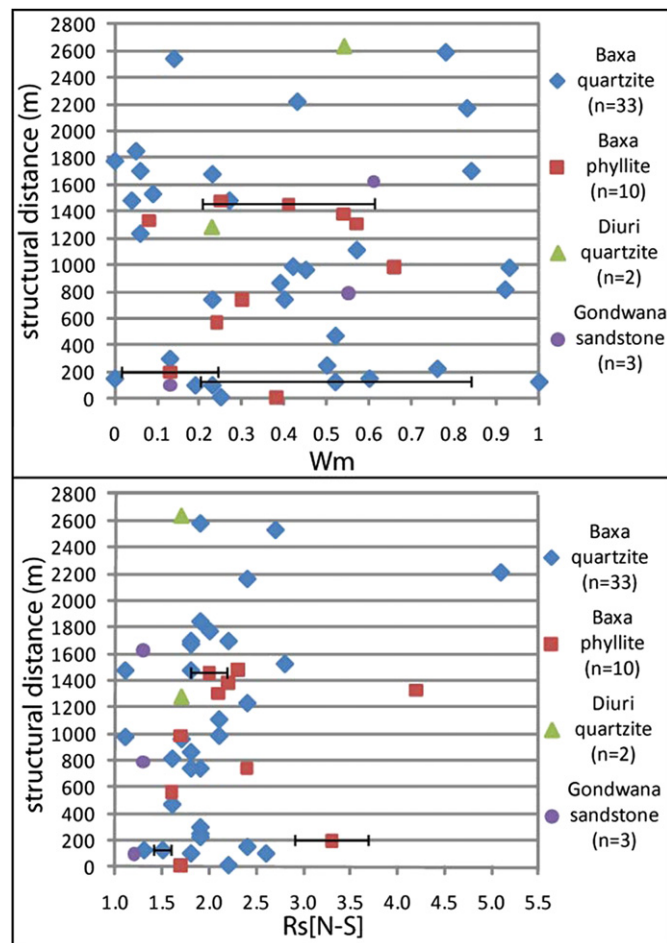 2800
2600
2400
2200
2000
1800
1600
1400
1200
1000
800
600
400
200
0
structural distance (m)
0 0.1 0.2 0.3 0.4 0.5 0.6 0.7 0.8 0.9 1
Wm
Baxa
quartzite
(n=33)
Baxa
phyllite
(n=10)
Diuri
quartzite
(n=2)
Gondwana
sandstone
(n=3)
2800
2600
2400
2200
2000
1800
1600
1400
1200
1000
800
600
400
200
0
structural distance (m)
1.0 1.5 2.0 2.5 3.0 3.5 4.0 4.5 5.0 5.5
Rs[N-S]
Baxa
quartzite
(n=33)
Baxa
phyllite
(n=10)
Diuri
quartzite
(n=2)
Gondwana
sandstone
(n=3)